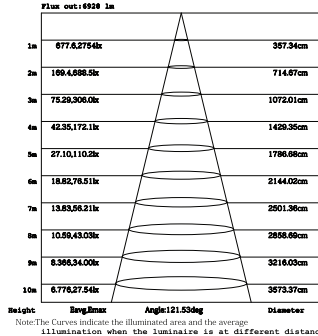 Flux out:6928 lm
1m 677.6,2754lx 357.34cm
2m 169.4,688.5lx 714.67cm
3m 75.29,306.0lx 1072.01cm
4m 42.35,172.1lx 1429.35cm
5m 27.10,110.2lx 1786.68cm
6m 18.82,76.51lx 2144.02cm
7m 13.83,56.21lx 2501.36cm
8m 10.59,43.03lx 2858.69cm
9m 8.366,34.00lx 3216.03cm
10m 6.776,27.54lx 3573.37cm
Height Eavg,Emax Angle:121.53deg Diameter
Note:The Curves indicate the illuminated area and the average
illumination when the luminaire is at different distanc